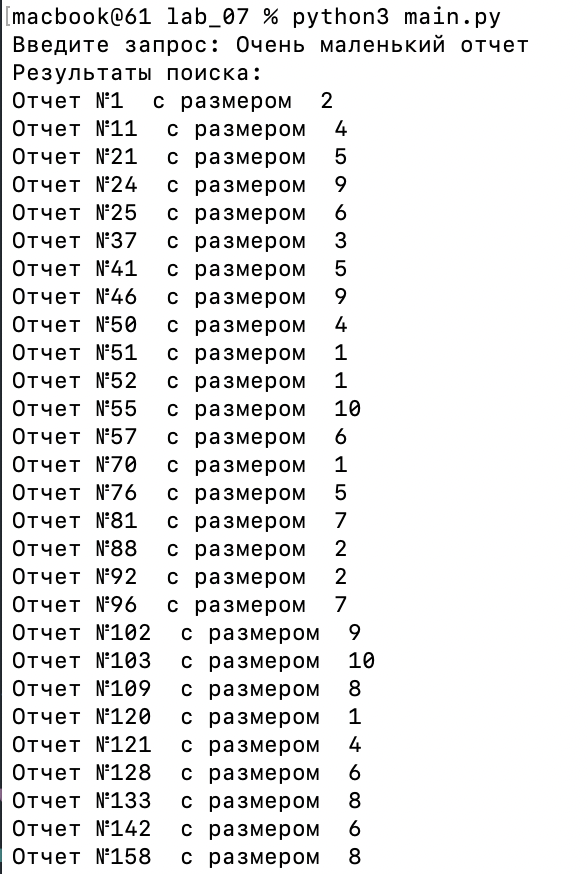 [macbook@61 lab_07 % python3 main.py
Введите запрос: Очень маленький отчет
Результаты поиска:
Отчет №1  с размером  2
Отчет №11  с размером  4
Отчет №21  с размером  5
Отчет №24  с размером  9
Отчет №25  с размером  6
Отчет №37  с размером  3
Отчет №41  с размером  5
Отчет №46  с размером  9
Отчет №50  с размером  4
Отчет №51  с размером  1
Отчет №52  с размером  1
Отчет №55  с размером  10
Отчет №57  с размером  6
Отчет №70  с размером  1
Отчет №76  с размером  5
Отчет №81  с размером  7
Отчет №88  с размером  2
Отчет №92  с размером  2
Отчет №96  с размером  7
Отчет №102  с размером  9
Отчет №103  с размером  10
Отчет №109  с размером  8
Отчет №120  с размером  1
Отчет №121  с размером  4
Отчет №128  с размером  6
Отчет №133  с размером  8
Отчет №142  с размером  6
Отчет №158  с размером  8